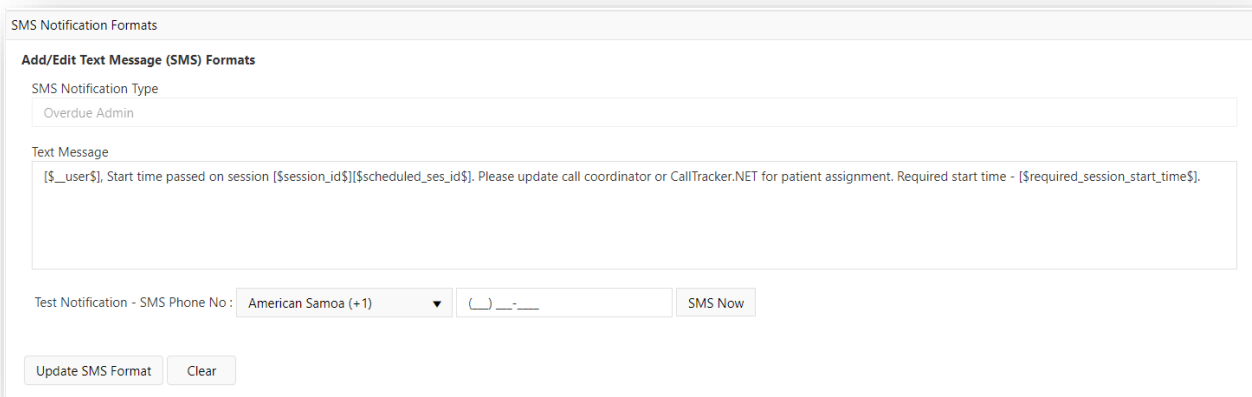 SMS Notification Formats
Add/Edit Text Message (SMS) Formats
SMS Notification Type
Overdue Admin
Text Message
[$__user$], Start time passed on session [$session_id$][$scheduled_ses_id$]. Please update call coordinator or CallTracker.NET for patient assignment. Required start time - [$required_session_start_time$].
Test Notification - SMS Phone No : American Samoa (+1) (__) ___-____ SMS Now
Update SMS Format Clear